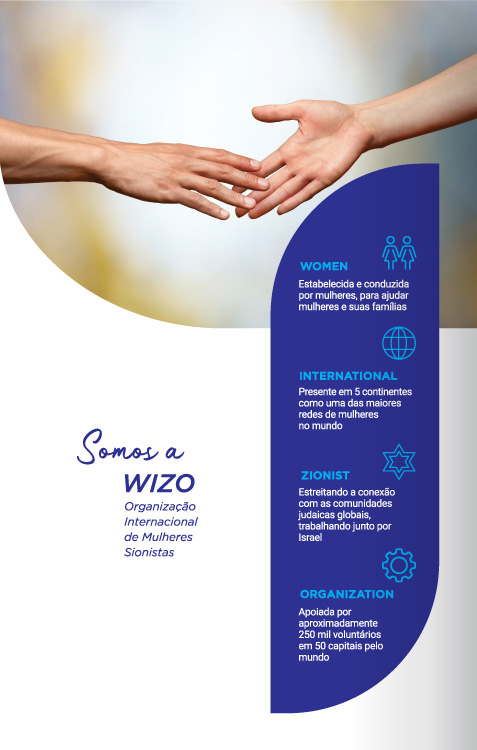 Somos a
WIZO
Organização
Internacional
de Mulheres
Sionistas
WOMEN
Estabelecida e conduzida
por mulheres, para ajudar
mulheres e suas famílias
INTERNATIONAL
Presente em 5 continentes
como uma das maiores
redes de mulheres
no mundo
ZIONIST
Estreitando a conexão
com as comunidades
judaicas globais,
trabalhando junto por
Israel
ORGANIZATION
Apoiada por
aproximadamente
250 mil voluntários
em 50 capitais pelo
mundo